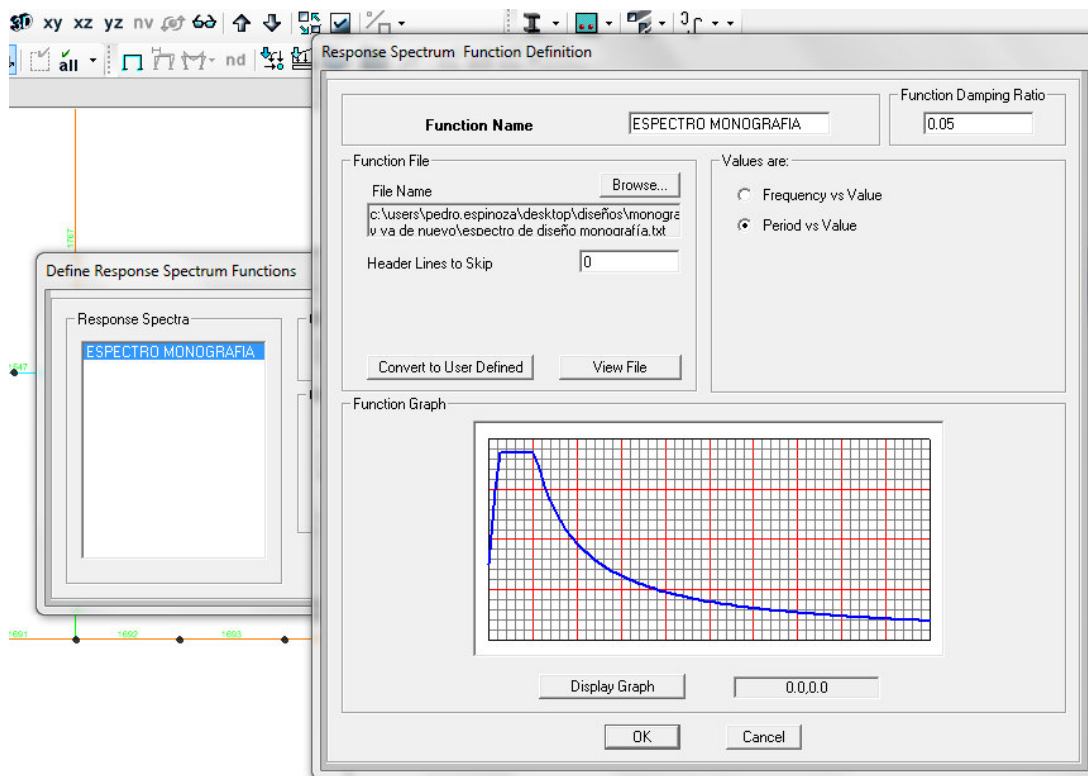 3D xy xz yz nv
all nd
Response Spectrum Function Definition
Function Name
ESPECTRO MONOGRAFIA
Function Damping Ratio
0.05
Function File
File Name
Browse...
c:\users\pedro.espinoza\desktop\diseños\monogra
y va de nuevo\espectro de diseño monografía.txt
Header Lines to Skip
0
Convert to User Defined
View File
Values are:
Frequency vs Value
Period vs Value
Function Graph
Display Graph
0.0,0.0
OK
Cancel
Define Response Spectrum Functions
Response Spectra
ESPECTRO MONOGRAFIA
1767
1647
1691
1692
1693